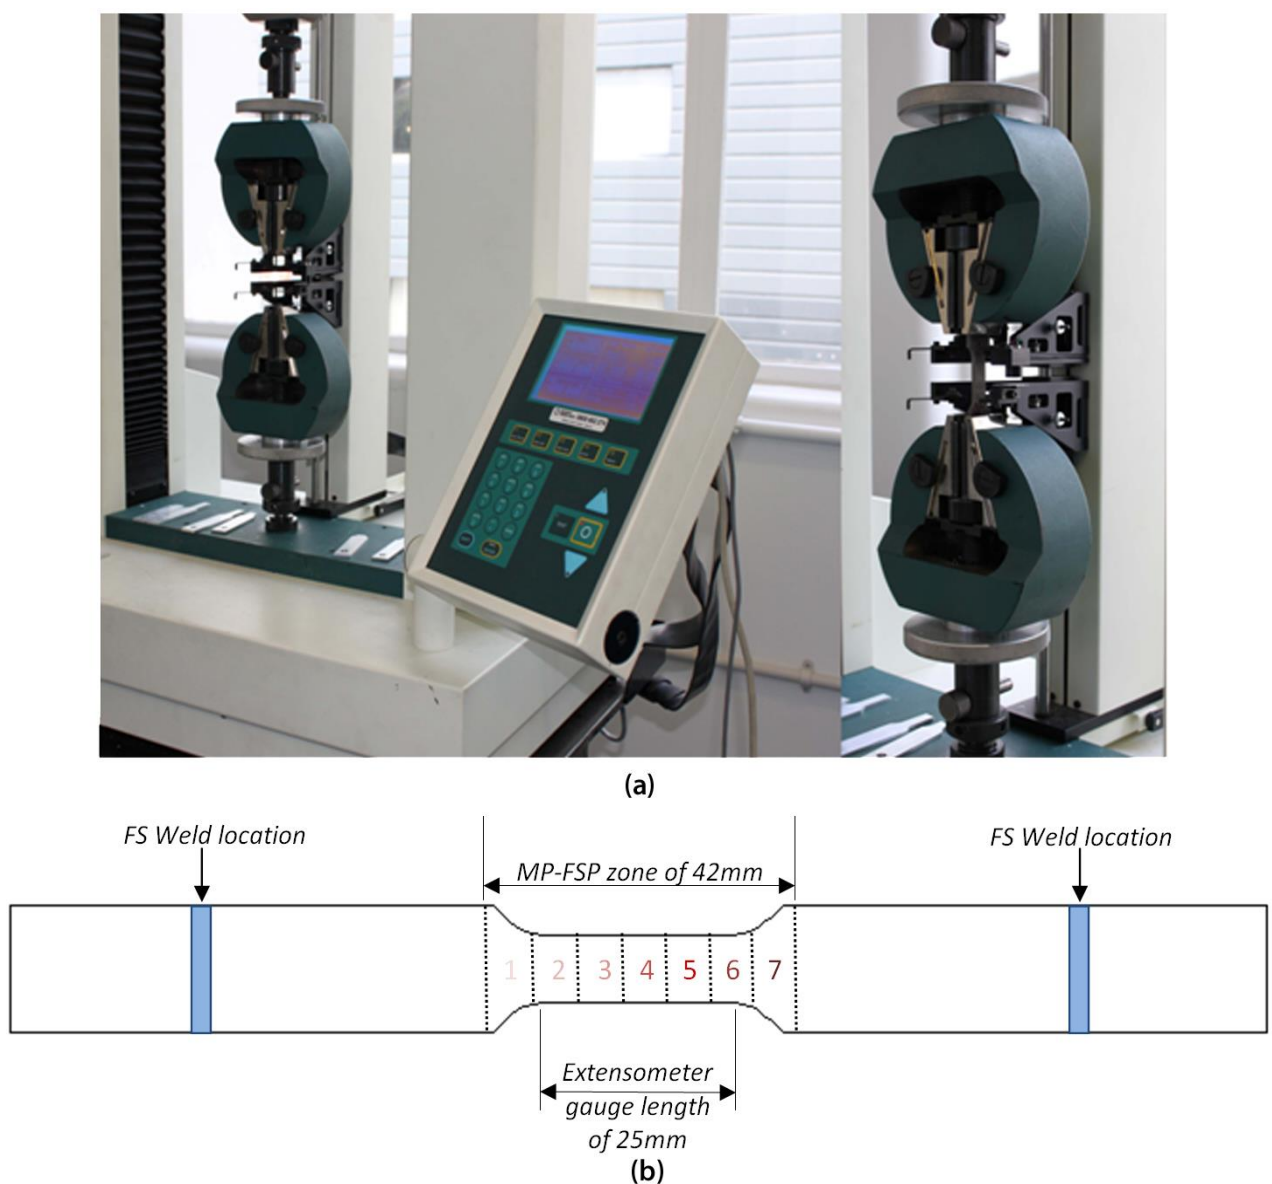 (a)
FS Weld location
FS Weld location
MP-FSP zone of 42mm
1 2 3 4 5 6 7
Extensometer
gauge length
of 25mm
(b)